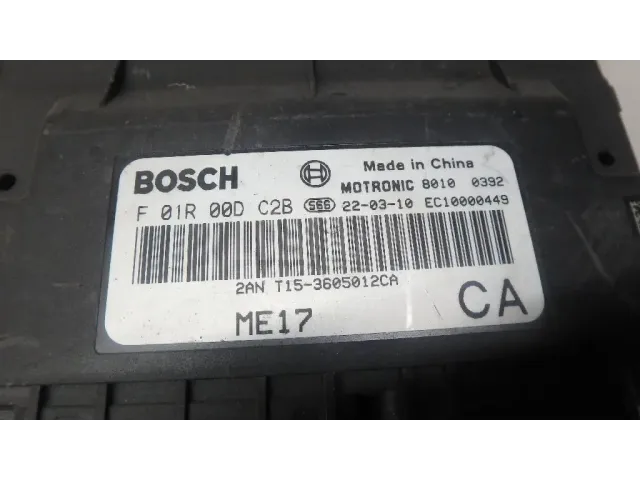 BOSCH Made in China
MOTRONIC 8010 0392
F 01R 00D C2B 566 22-03-10 EC10000449
2AN T15-3605012CA
ME17 CA